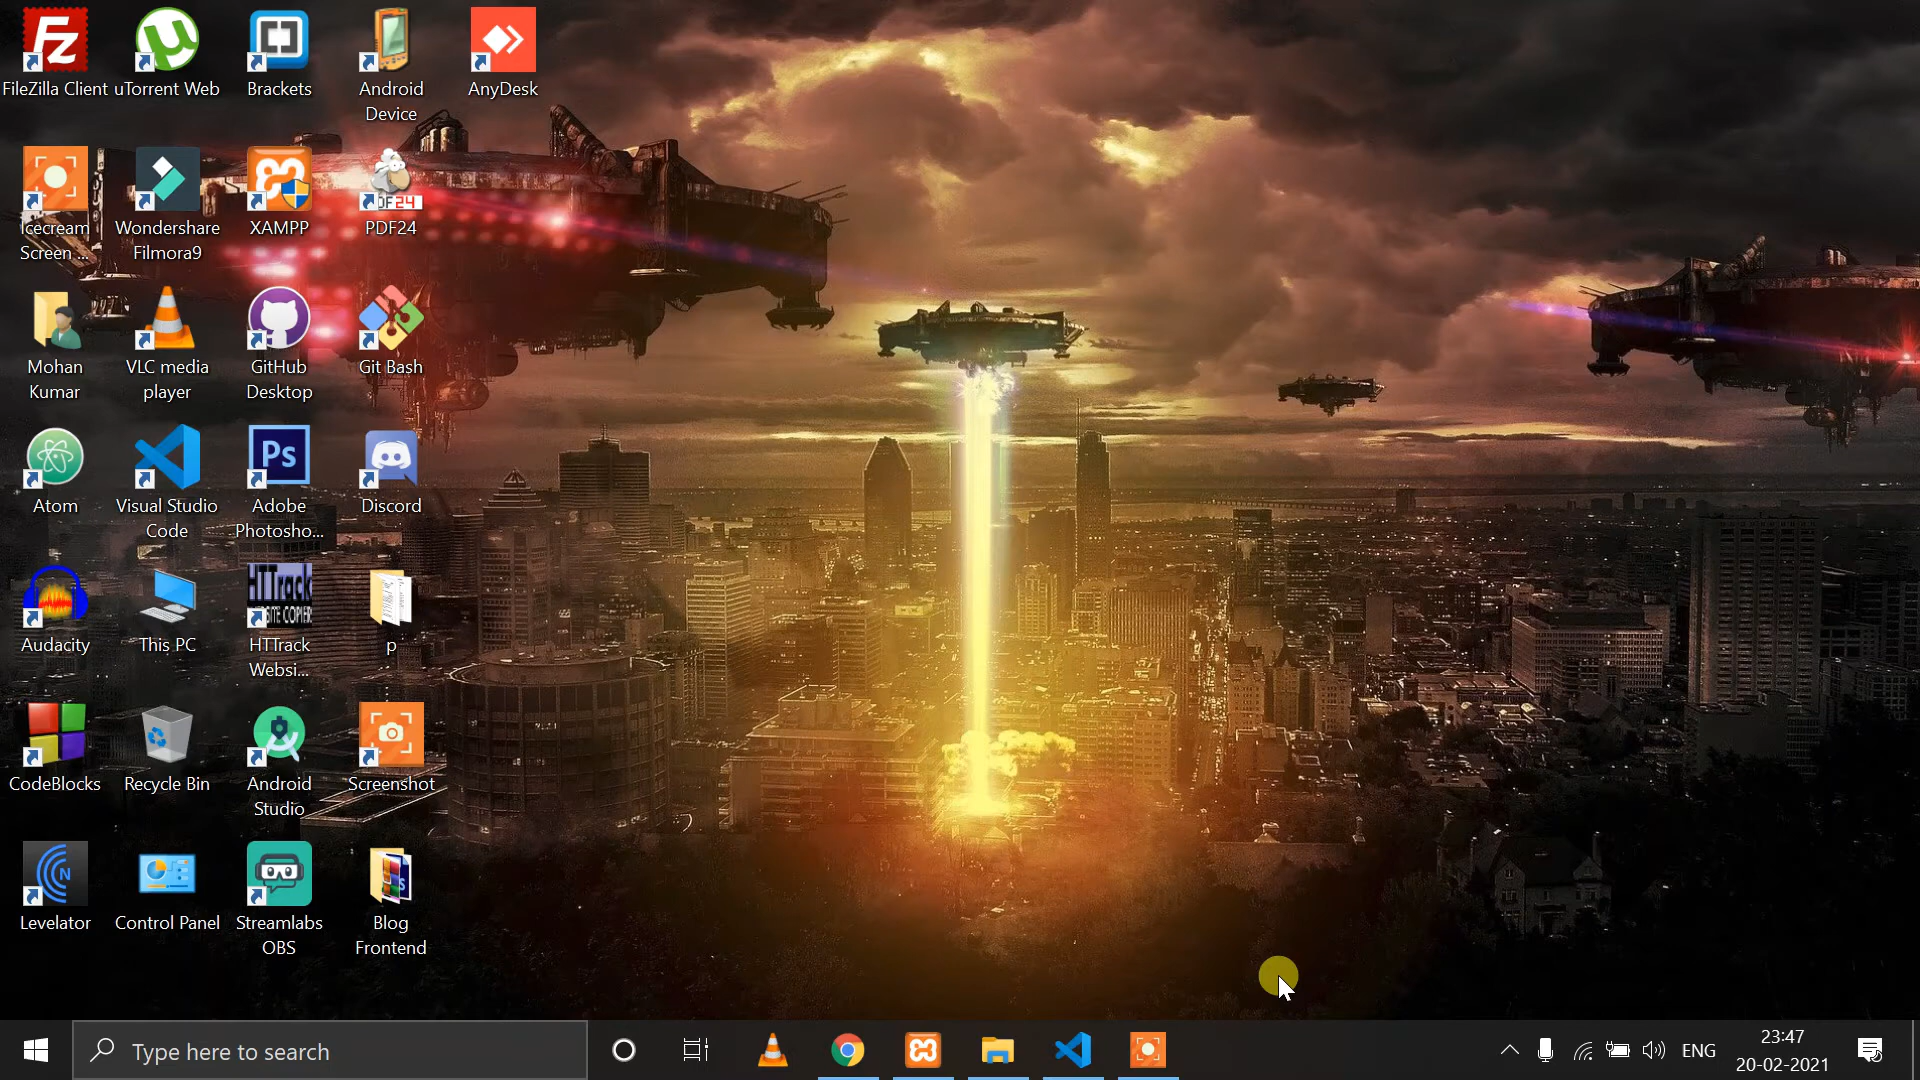 FileZilla Client
uTorrent Web
Brackets
Android
Device
AnyDesk
Icecream
Screen ...
Wondershare
Filmora9
XAMPP
PDF24
Mohan
Kumar
VLC media
player
GitHub
Desktop
Git Bash
Atom
Visual Studio
Code
Ps
Adobe
Photosho...
Discord
Audacity
This PC
HTTrack
HTTrack
Websi...
p
CodeBlocks
Recycle Bin
Android
Studio
Screenshot
N
Levelator
Control Panel
Streamlabs
OBS
Blog
Frontend
Type here to search
ENG
23:47
20-02-2021